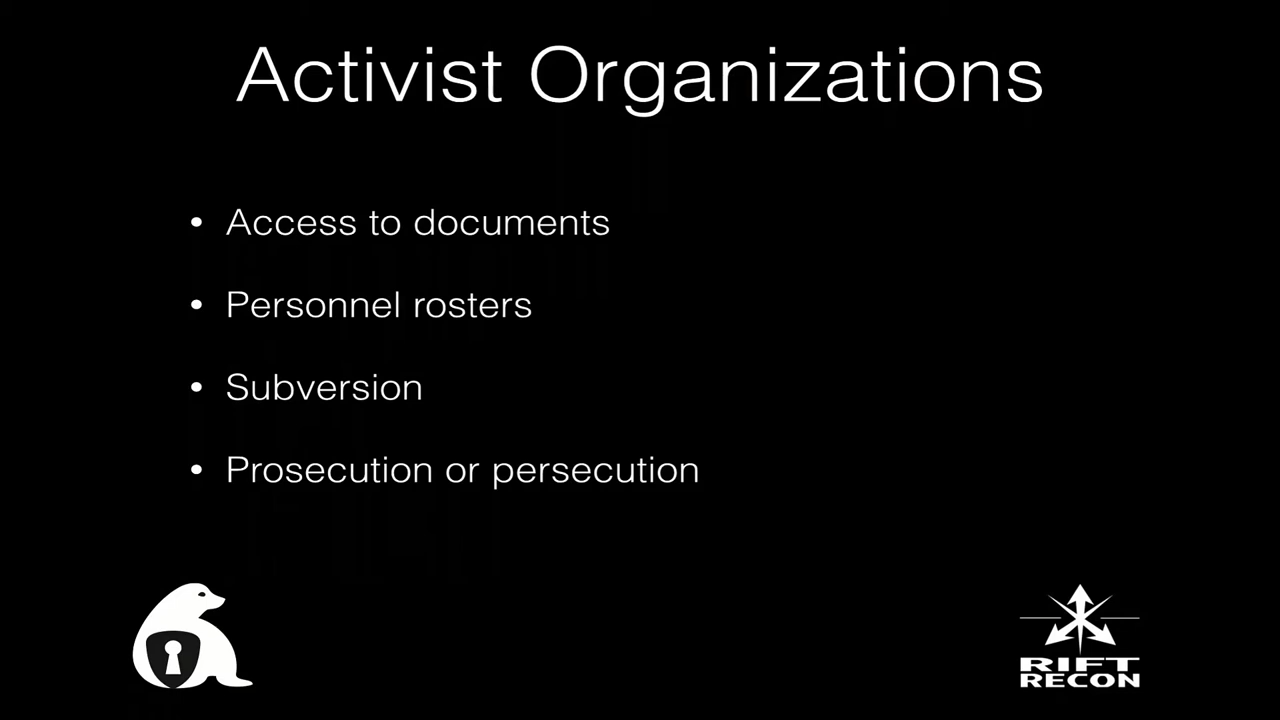 Activist Organizations
• Access to documents
• Personnel rosters
• Subversion
• Prosecution or persecution
RIFT
RECON